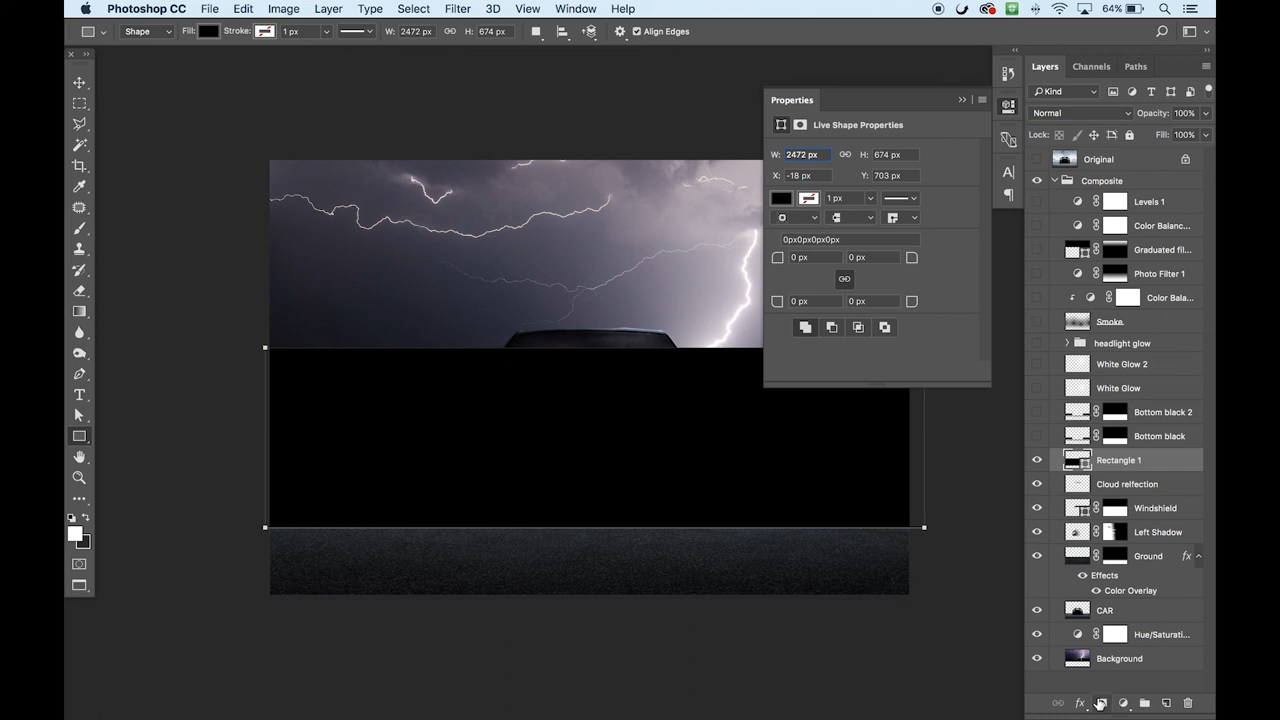 Photoshop CC File Edit Image Layer Type Select Filter 3D View Window Help 64%
Shape Fill: Stroke: 1 px W: 2472 px H: 674 px Align Edges
Properties
Live Shape Properties
W: 2472 px H: 674 px
X: -18 px Y: 703 px
1 px
0px0px0px0px
0 px 0 px
0 px 0 px
Layers Channels Paths
Kind
Normal Opacity: 100%
Lock: Fill: 100%
Original
Composite
Levels 1
Color Balanc...
Graduated fil...
Photo Filter 1
Color Bala...
Smoke
headlight glow
White Glow 2
White Glow
Bottom black 2
Bottom black
Rectangle 1
Cloud relfection
Windshield
Left Shadow
Ground fx
Effects
Color Overlay
CAR
Hue/Saturati...
Background
fx